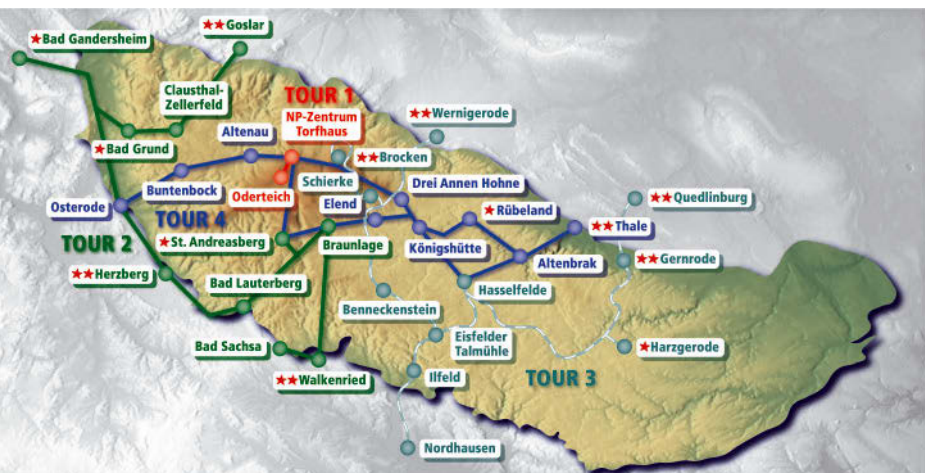 ★★Goslar
★Bad Gandersheim
Clausthal-
Zellerfeld
TOUR 1
NP-Zentrum
Torfhaus
★★Wernigerode
Altenau
★Bad Grund
★★Brocken
Schierke
Drei Annen Hohne
Buntenbock
Oderteich
★★Quedlinburg
Osterode
TOUR 4
Elend
★Rübeland
★★Thale
TOUR 2
★St. Andreasberg
Braunlage
Königshütte
Altenbrak
★★Gernrode
★★Herzberg
Bad Lauterberg
Hasselfelde
Benneckenstein
Eisfelder
Talmühle
Bad Sachsa
★Harzgerode
★★Walkenried
Ilfeld
TOUR 3
Nordhausen